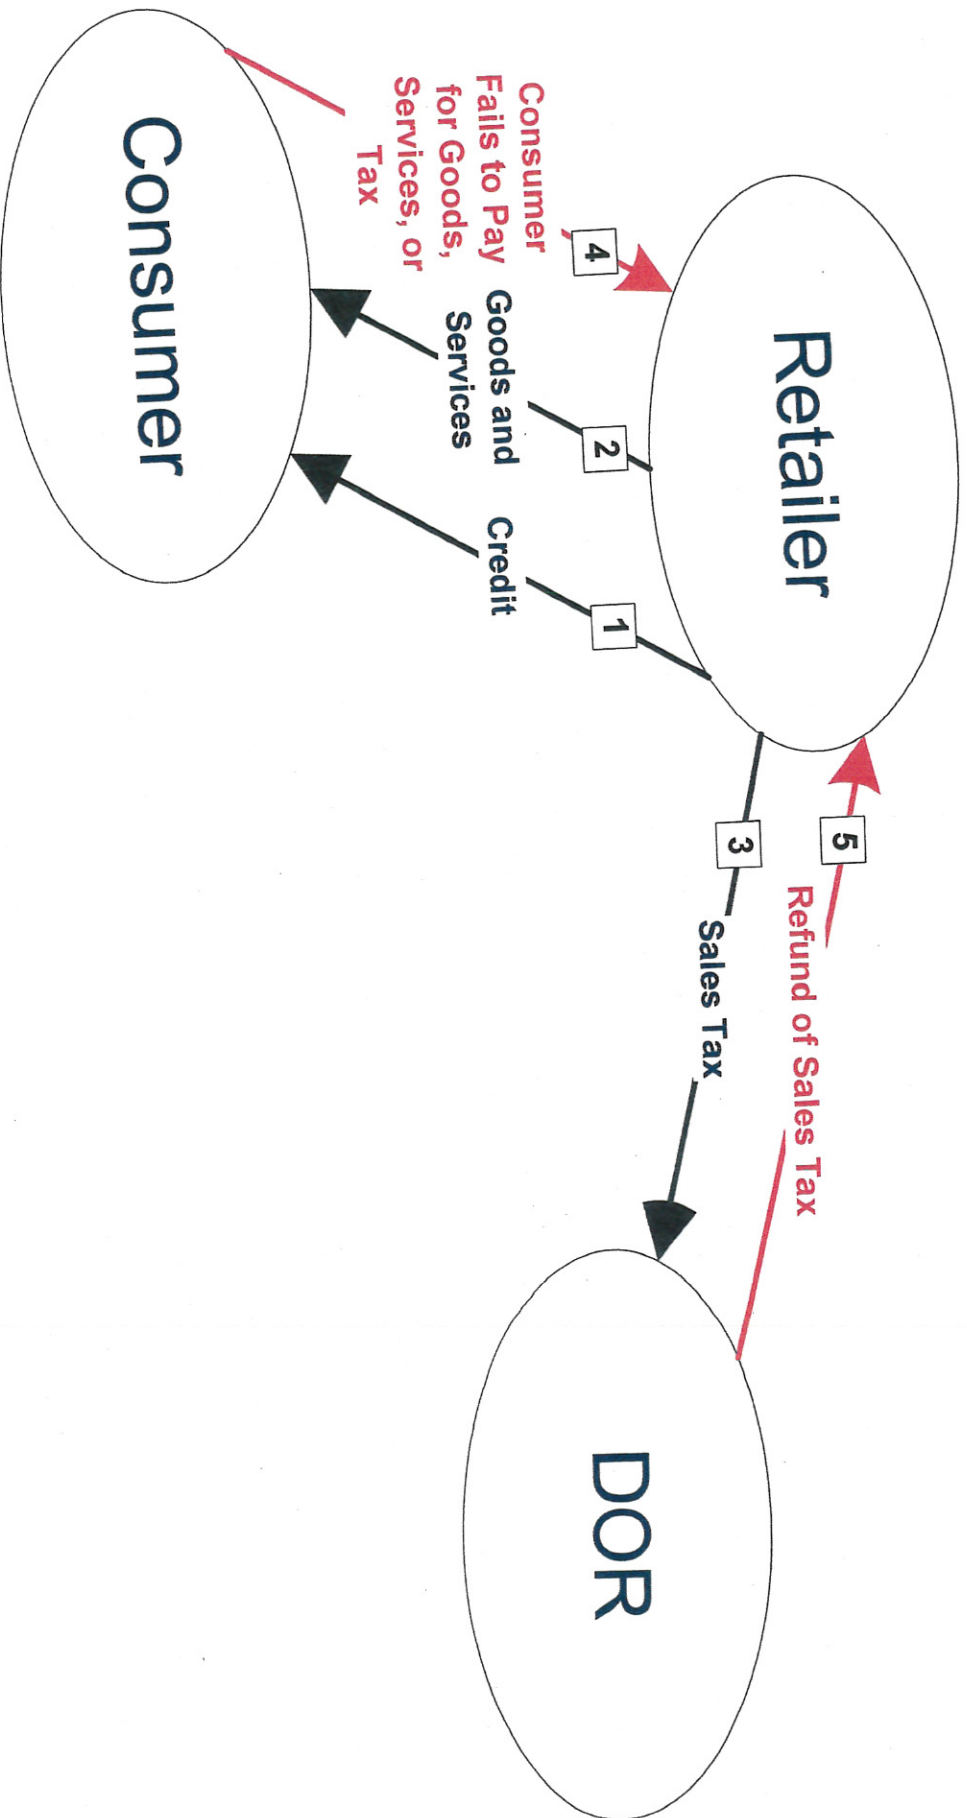 Retailer
5
Refund of Sales Tax
3
Sales Tax
DOR
4
Consumer
Fails to Pay
for Goods,
Services, or
Tax
2
Goods and
Services
1
Credit
Consumer